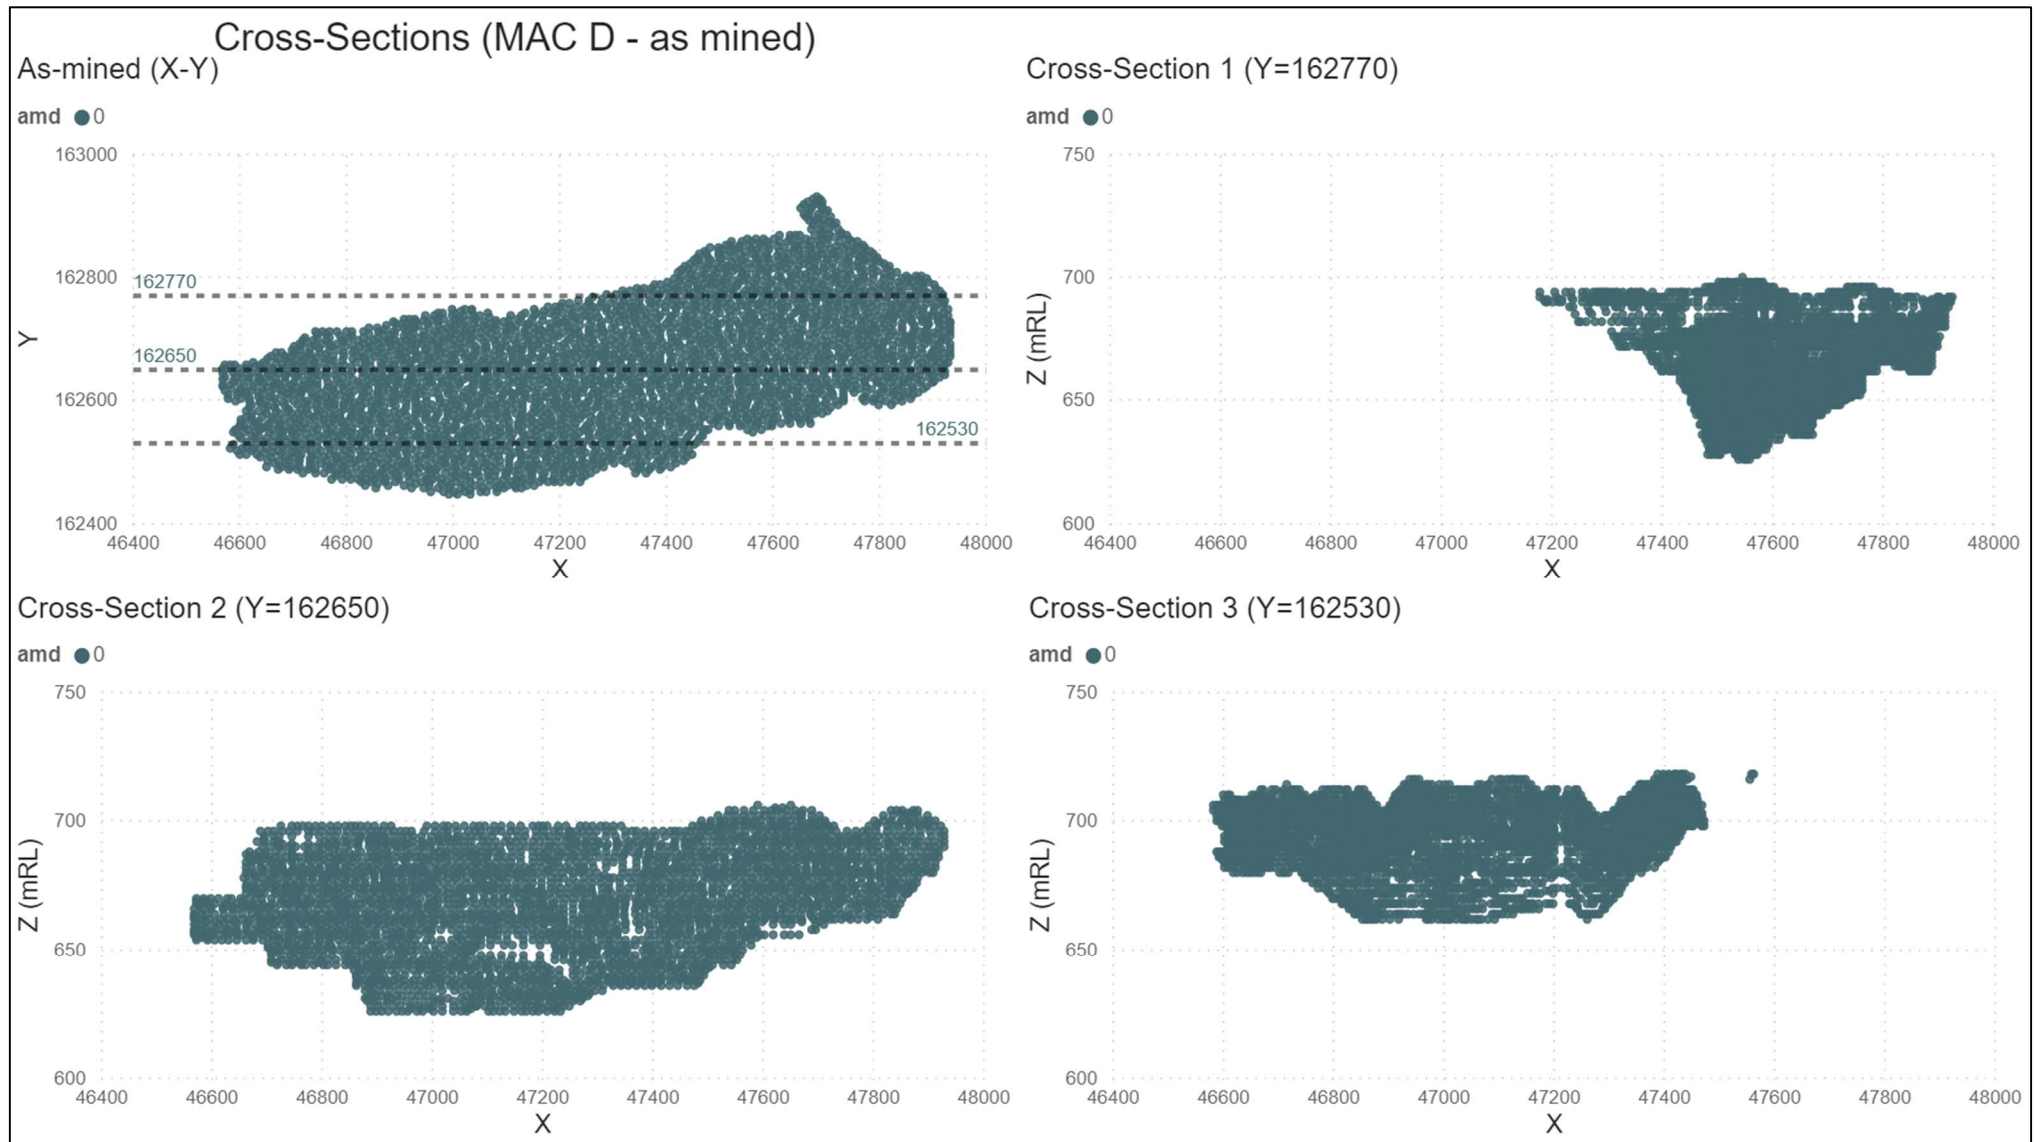 Cross-Sections (MAC D - as mined)
As-mined (X-Y)
amd 0
163000
162800
162600
162400
Y
162770
162650
162530
46400 46600 46800 47000 47200 47400 47600 47800 48000
X
Cross-Section 1 (Y=162770)
amd 0
750
700
650
600
Z (mRL)
46400 46600 46800 47000 47200 47400 47600 47800 48000
X
Cross-Section 2 (Y=162650)
amd 0
750
700
650
600
Z (mRL)
46400 46600 46800 47000 47200 47400 47600 47800 48000
X
Cross-Section 3 (Y=162530)
amd 0
750
700
650
600
Z (mRL)
46400 46600 46800 47000 47200 47400 47600 47800 48000
X